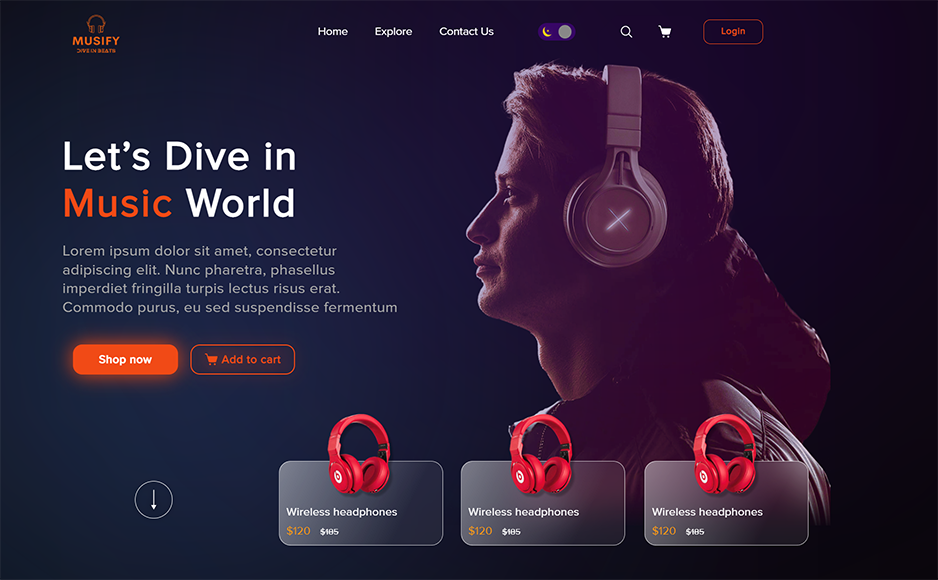 MUSIFY
DIVE IN BEATS
Home Explore Contact Us
Login
Let's Dive in
Music World
Lorem ipsum dolor sit amet, consectetur
adipiscing elit. Nunc pharetra, phasellus
imperdiet fringilla turpis lectus risus erat.
Commodo purus, eu sed suspendisse fermentum
Shop now
Add to cart
Wireless headphones
$120 $185
Wireless headphones
$120 $185
Wireless headphones
$120 $185